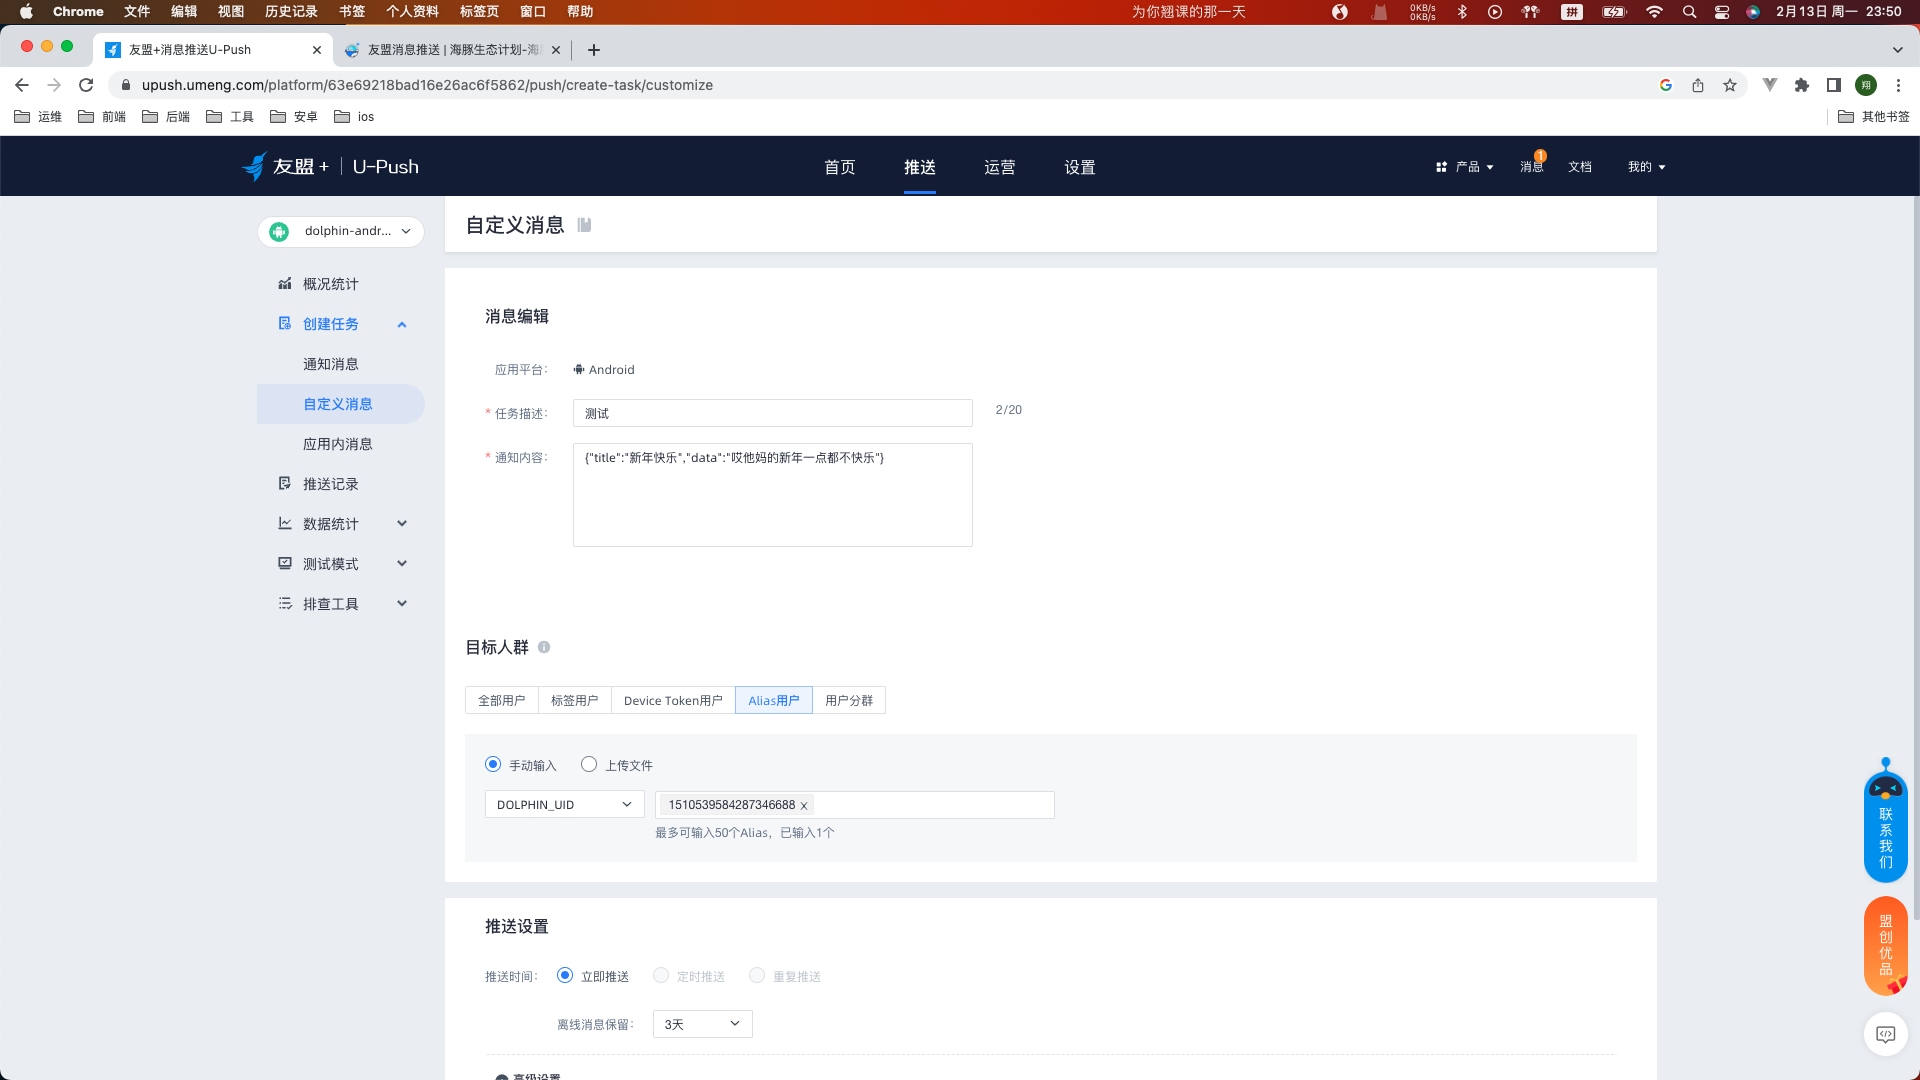 Chrome 文件 编辑 视图 历史记录 书签 个人资料 标签页 窗口 帮助 为你翘课的那一天 0KB/s 0KB/s 拼 2月13日 周一 23:50
友盟+消息推送U-Push 友盟消息推送 | 海豚生态计划-海
upush.umeng.com/platform/63e69218bad16e26ac6f5862/push/create-task/customize 翔
运维 前端 后端 工具 安卓 ios 其他书签
友盟+ | U-Push 首页 推送 运营 设置 产品 消息 1 文档 我的
dolphin-andr...
概况统计
创建任务
通知消息
自定义消息
应用内消息
推送记录
数据统计
测试模式
排查工具
自定义消息
消息编辑
应用平台: Android
* 任务描述: 测试 2/20
* 通知内容: {"title":"新年快乐","data":"哎他妈的新年一点都不快乐"}
目标人群
全部用户 标签用户 Device Token用户 Alias用户 用户分群
手动输入 上传文件
DOLPHIN_UID 1510539584287346688 x
最多可输入50个Alias，已输入1个
推送设置
推送时间: 立即推送 定时推送 重复推送
离线消息保留: 3天
高级设置
联系我们
盟创优品